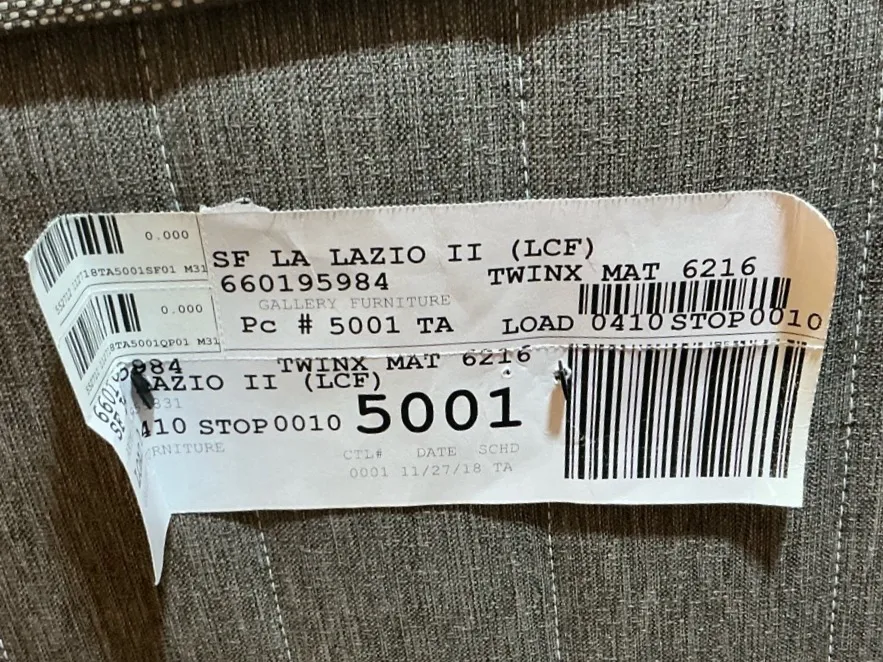 0.000
SF LA LAZIO II (LCF)
660195984
TWINX MAT 6216
GALLERY FURNITURE
Pc # 5001 TA
LOAD 0410 STOP0010
0.000
TWINX MAT 6216
LAZIO II (LCF)
410 STOP0010
5001
CTL# DATE SCHD
0001 11/27/18 TA